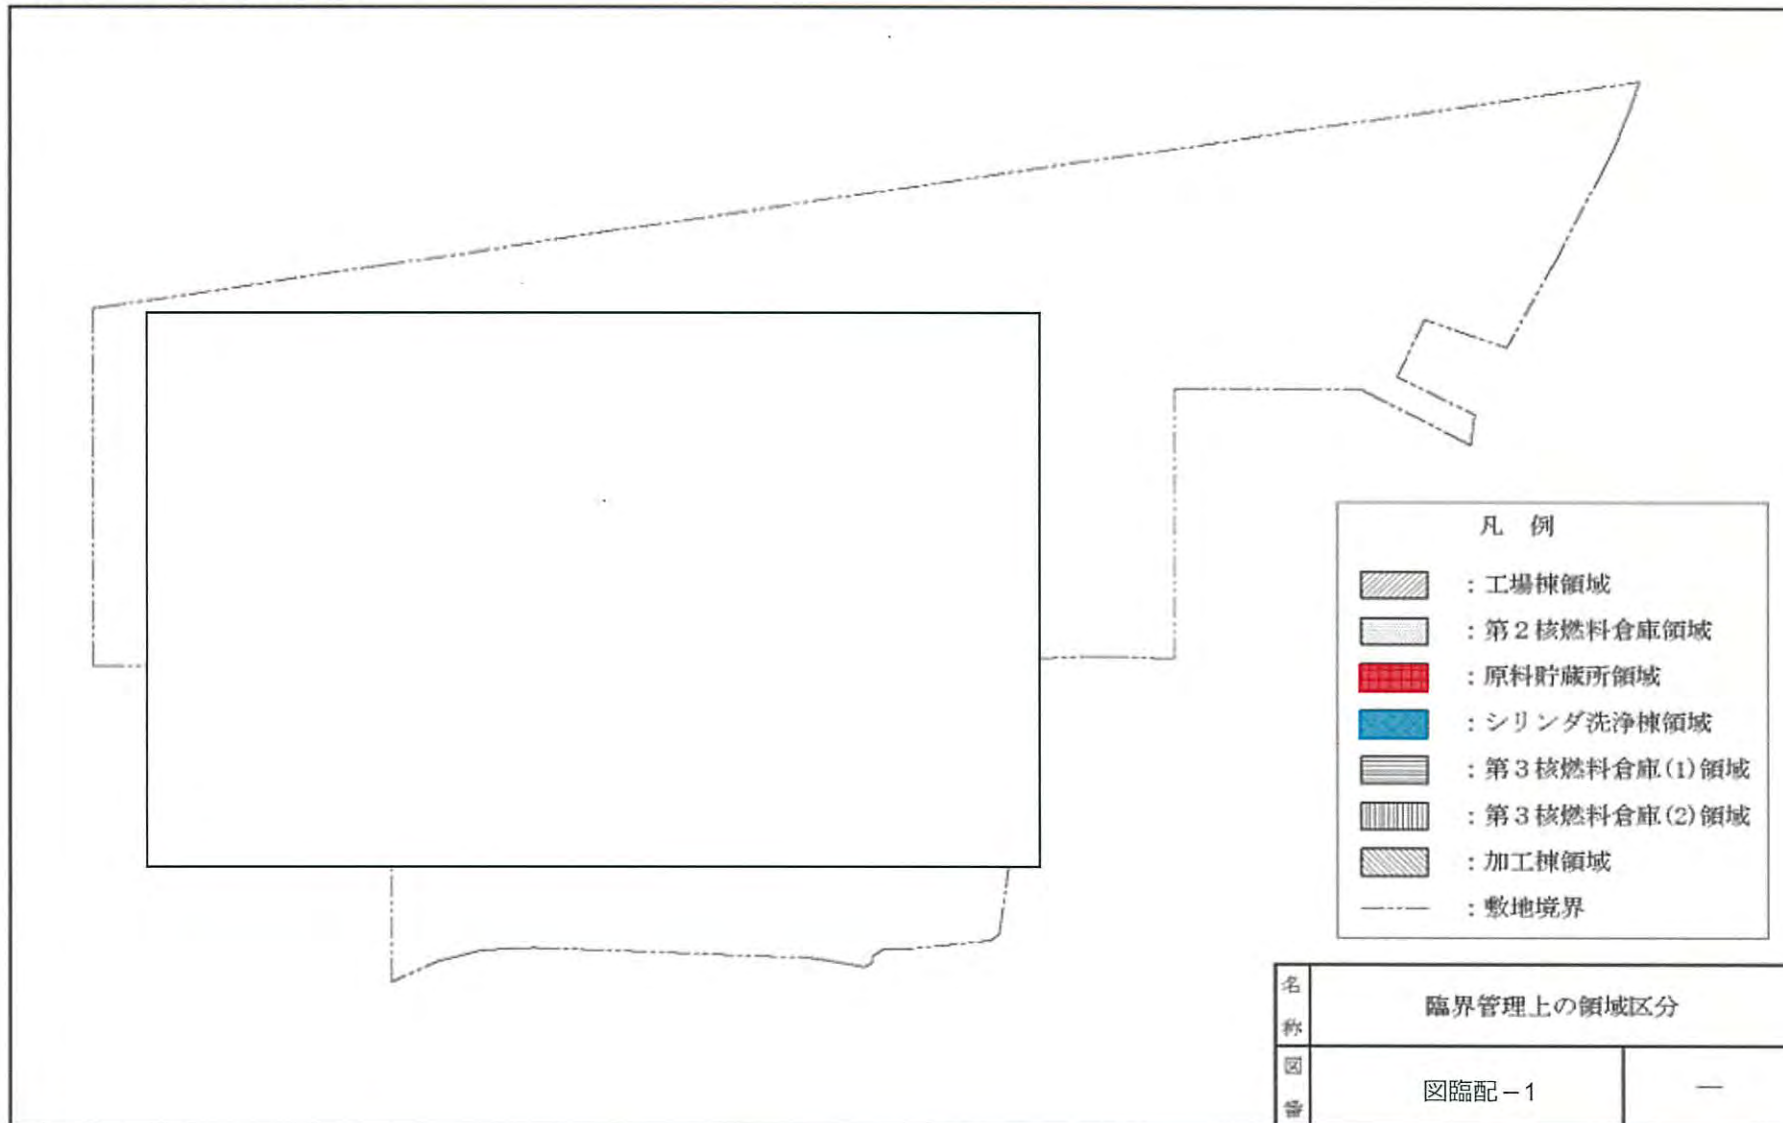 凡 例
：工場棟領域
：第２核燃料倉庫領域
：原料貯蔵所領域
：シリンダ洗浄棟領域
：第３核燃料倉庫(1)領域
：第３核燃料倉庫(2)領域
：加工棟領域
：敷地境界
名称
臨界管理上の領域区分
図番
図臨配－1
—